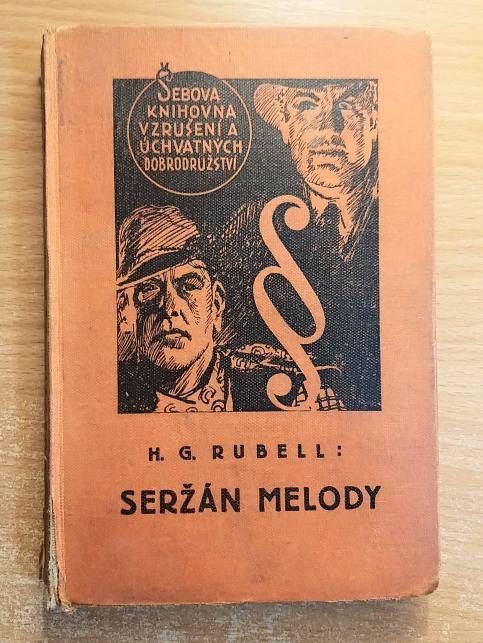 ŠEBOVA
KNIHOVNA
VZRUŠENÍ A
ÚCHVATNÝCH
DOBRODRUŽSTVÍ
§
H. G. RUBELL:
SERŽÁN MELODY